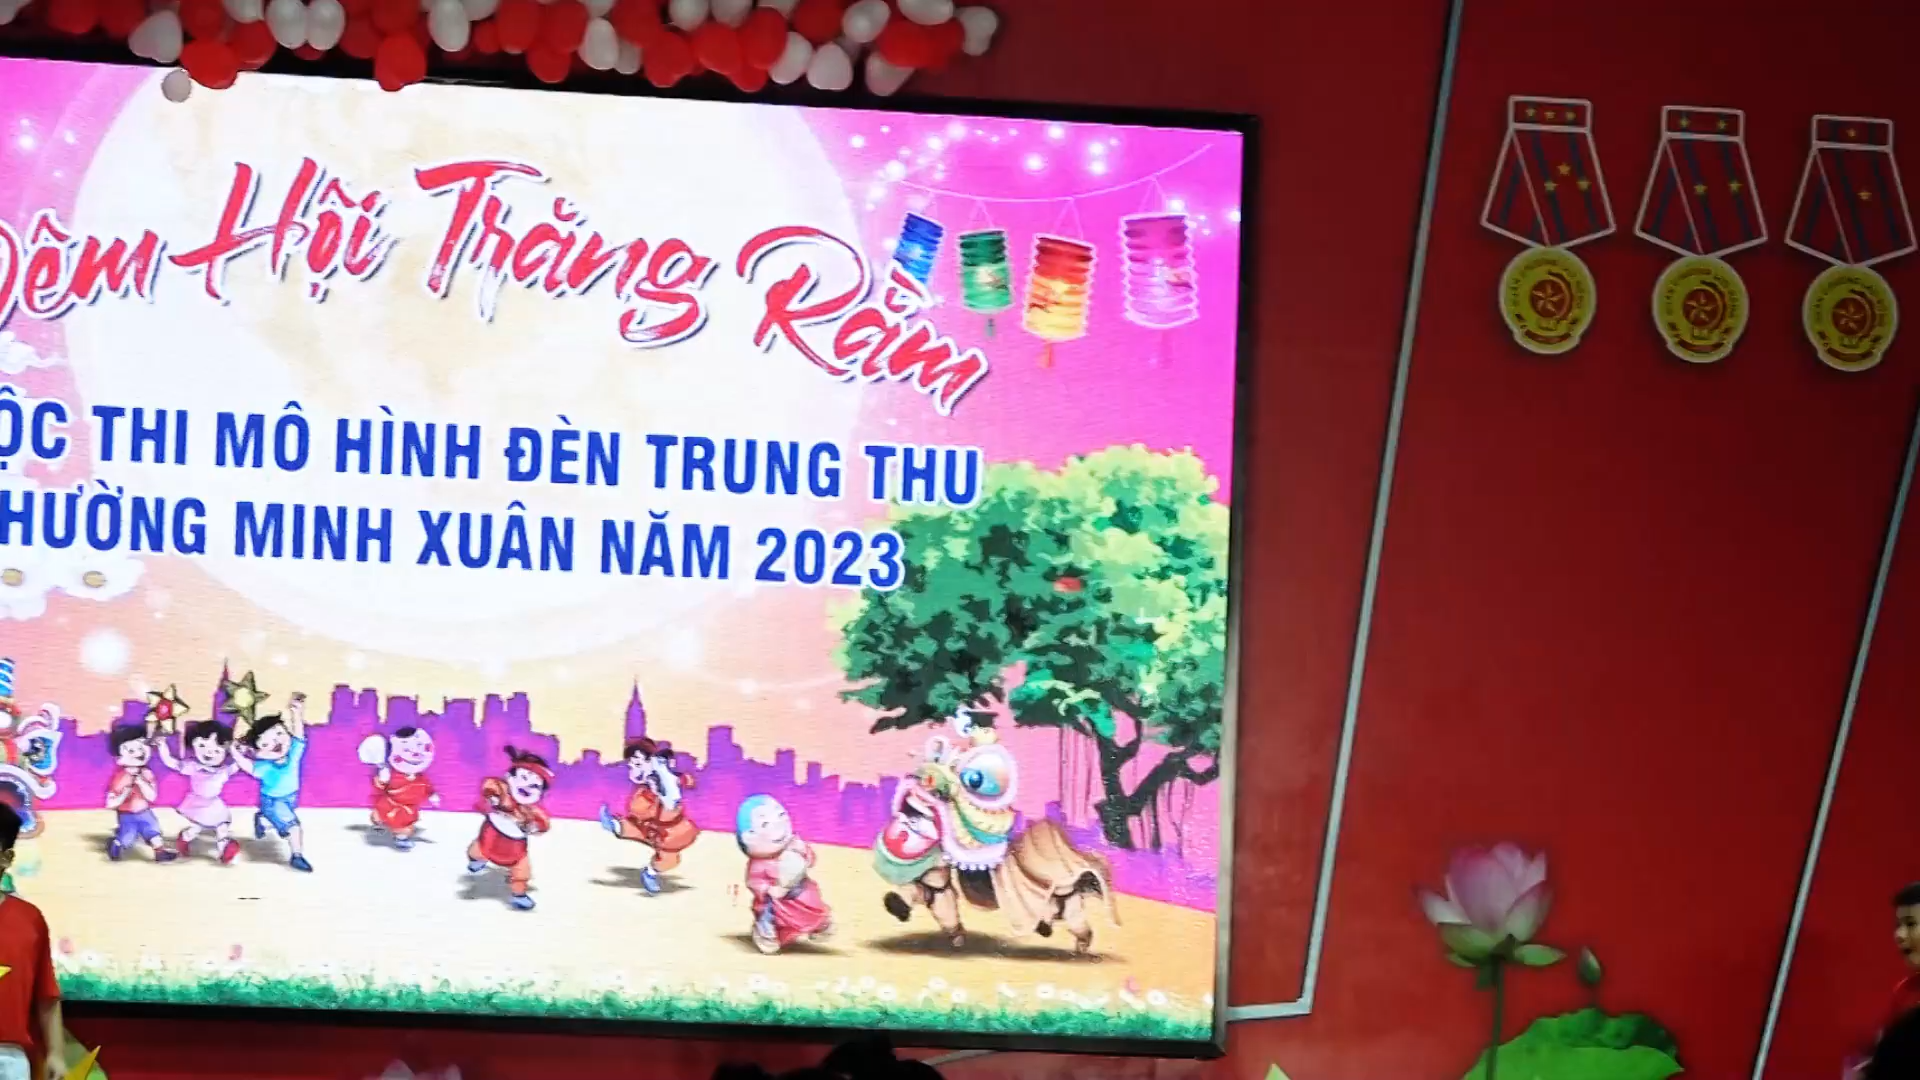 Đêm Hội Trăng Rằm
ỘC THI MÔ HÌNH ĐÈN TRUNG THU
HƯỜNG MINH XUÂN NĂM 2023